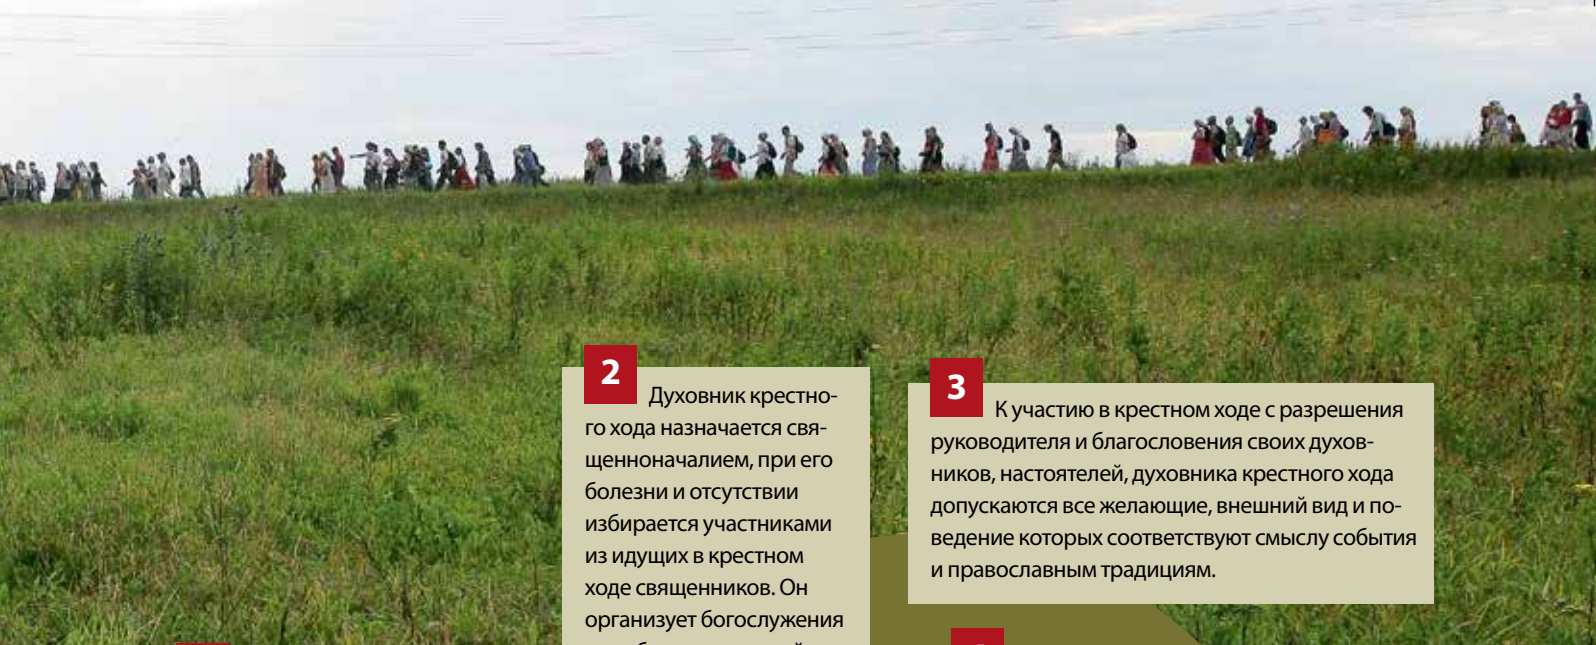 2
Духовник крестно-
го хода назначается свя-
щенноначалием, при его
болезни и отсутствии
избирается участниками
из идущих в крестном
ходе священников. Он
организует богослужения
3
К участию в крестном ходе с разрешения
руководителя и благословения своих духов-
ников, настоятелей, духовника крестного хода
допускаются все желающие, внешний вид и по-
ведение которых соответствуют смыслу события
и православным традициям.